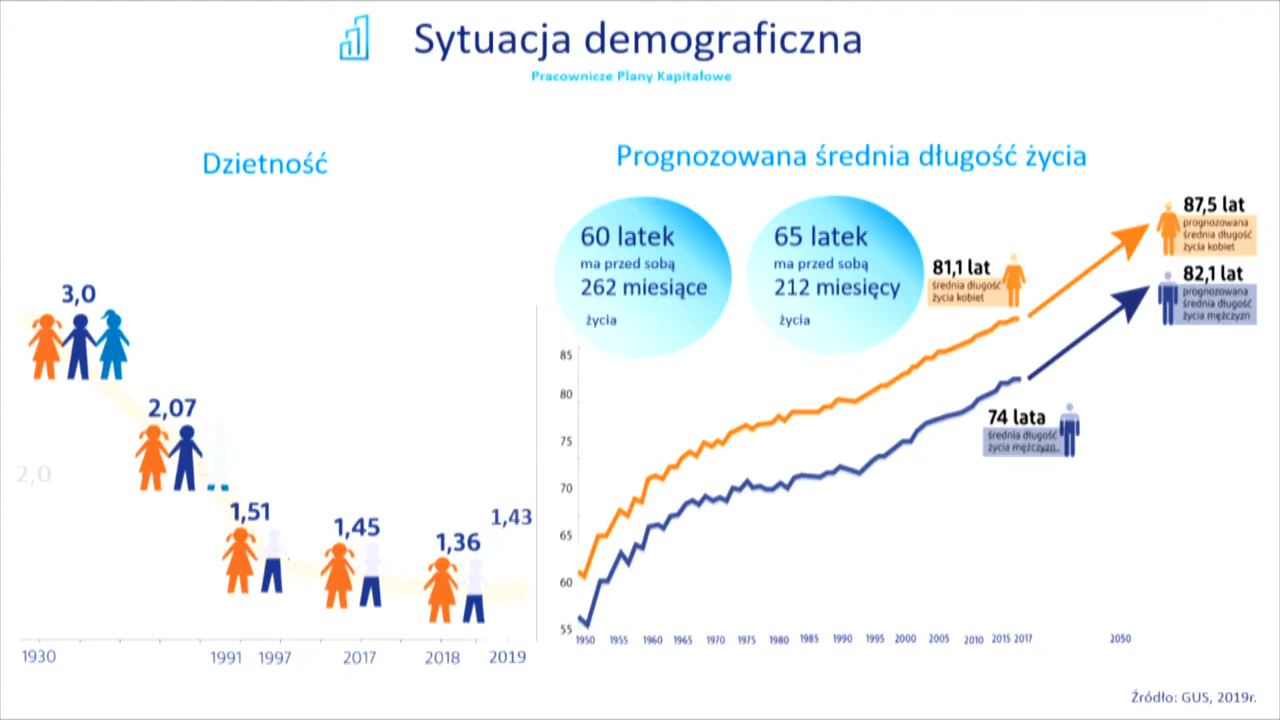 Sytuacja demograficzna
Pracownicze Plany Kapitałowe
Dzietność
3,0
2,07
2,0
1,51
1,45
1,36
1,43
1930
1991
1997
2017
2018
2019
Prognozowana średnia długość życia
60 latek
ma przed sobą
262 miesiące
życia
65 latek
ma przed sobą
212 miesięcy
życia
81,1 lat
średnia długość
życia kobiet
87,5 lat
prognozowana
średnia długość
życia kobiet
82,1 lat
prognozowana
średnia długość
życia mężczyzn
74 lata
średnia długość
życia mężczyzn..
85
80
75
70
65
60
55
1950
1955
1960
1965
1970
1975
1980
1985
1990
1995
2000
2005
2010
2015
2017
2050
Źródło: GUS, 2019r.